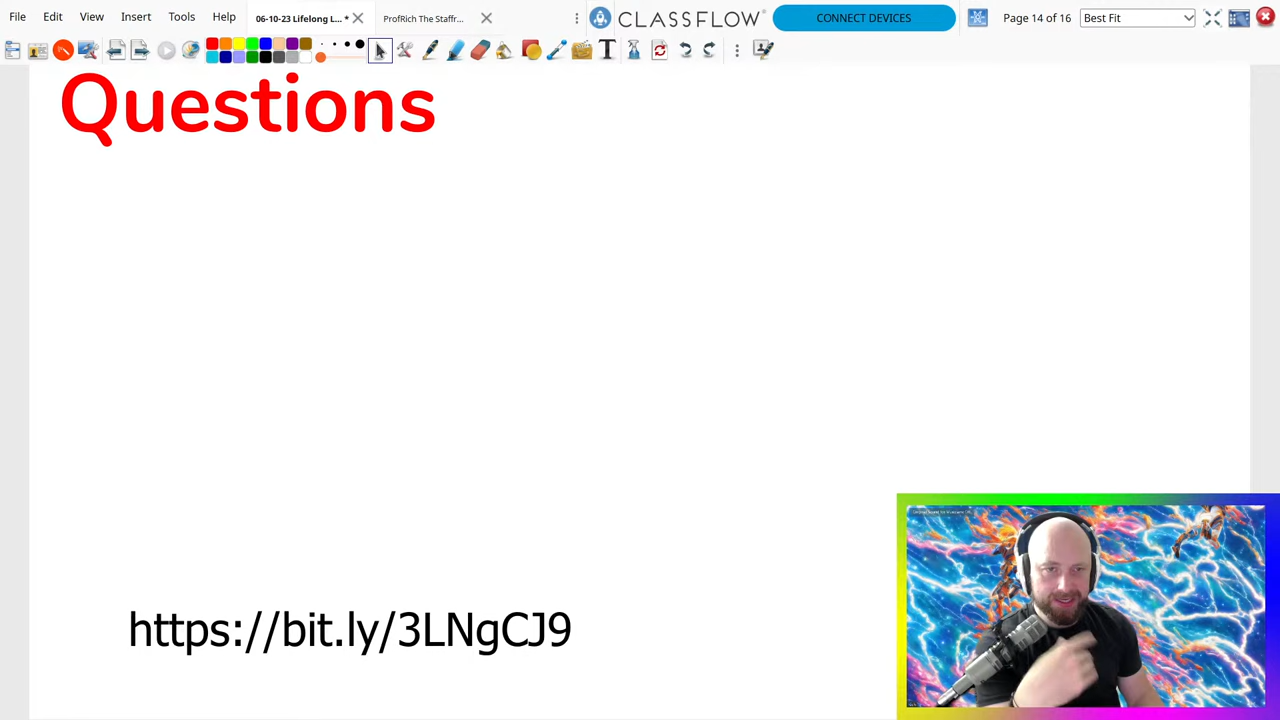 File Edit View Insert Tools Help
06-10-23 Lifelong L... * ProfRich The Staffr...
CLASSFLOW
CONNECT DEVICES
Page 14 of 16
Best Fit
T
Questions
https://bit.ly/3LNgCJ9